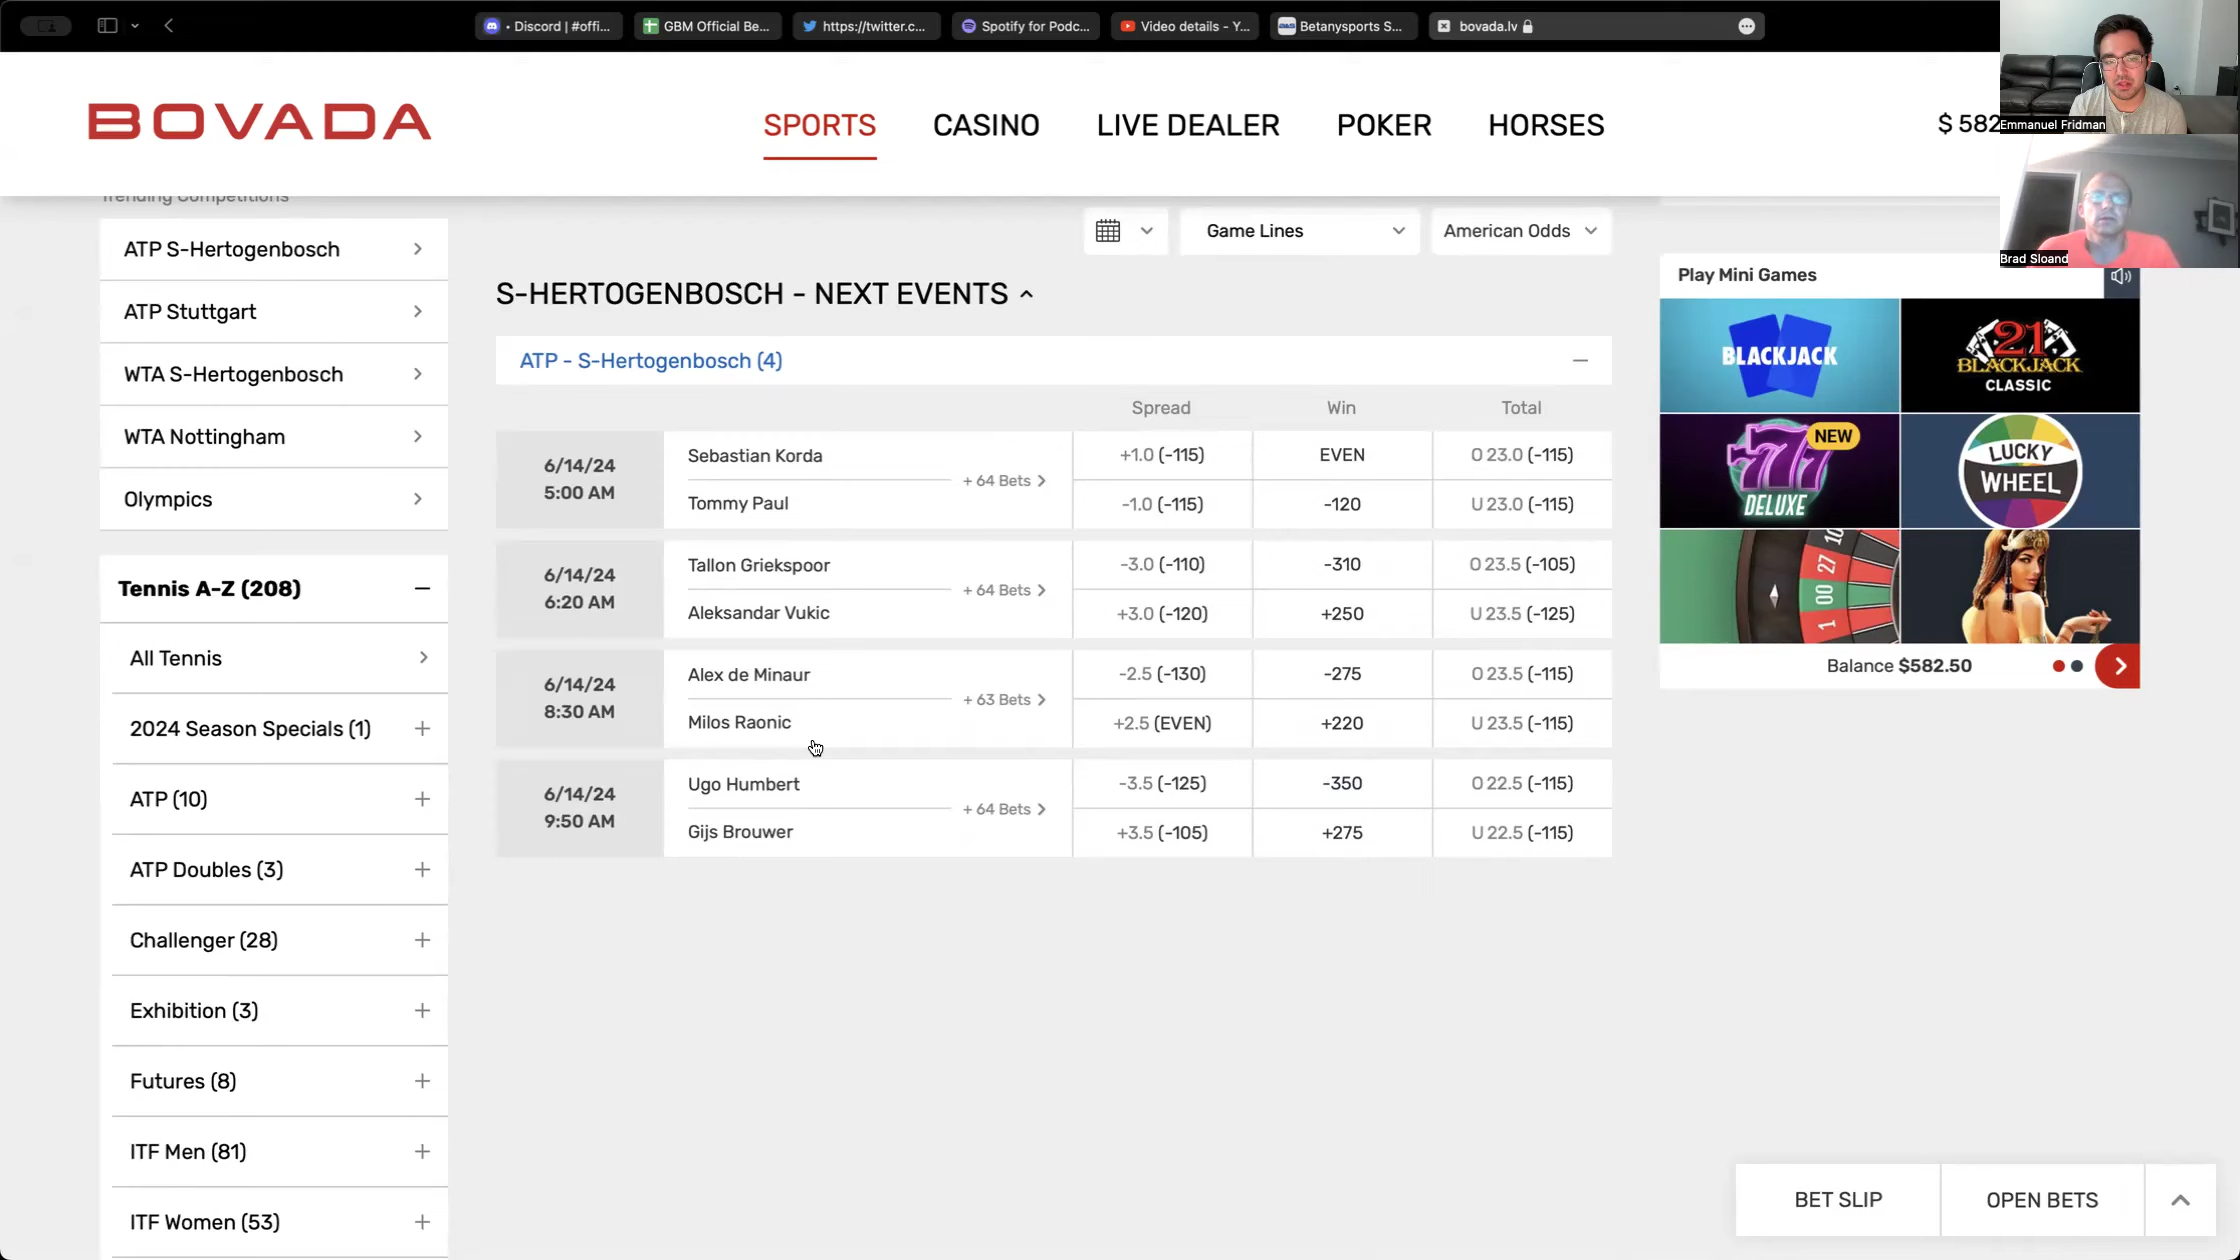 Discord | #offi...
GBM Official Be...
https://twitter.c...
Spotify for Podc...
Video details - Y...
Betanysports S...
bovada.lv
BOVADA
SPORTS
CASINO
LIVE DEALER
POKER
HORSES
$ 582
Emmanuel Fridman
Brad Sloand
Trending Competitions
ATP S-Hertogenbosch
ATP Stuttgart
WTA S-Hertogenbosch
WTA Nottingham
Olympics
Tennis A-Z (208)
All Tennis
2024 Season Specials (1)
ATP (10)
ATP Doubles (3)
Challenger (28)
Exhibition (3)
Futures (8)
ITF Men (81)
ITF Women (53)
Game Lines
American Odds
S-HERTOGENBOSCH - NEXT EVENTS
ATP - S-Hertogenbosch (4)
Spread Win Total
6/14/24
5:00 AM
Sebastian Korda
Tommy Paul
+ 64 Bets
+1.0 (-115) EVEN O 23.0 (-115)
-1.0 (-115) -120 U 23.0 (-115)
6/14/24
6:20 AM
Tallon Griekspoor
Aleksandar Vukic
+ 64 Bets
-3.0 (-110) -310 O 23.5 (-105)
+3.0 (-120) +250 U 23.5 (-125)
6/14/24
8:30 AM
Alex de Minaur
Milos Raonic
+ 63 Bets
-2.5 (-130) -275 O 23.5 (-115)
+2.5 (EVEN) +220 U 23.5 (-115)
6/14/24
9:50 AM
Ugo Humbert
Gijs Brouwer
+ 64 Bets
-3.5 (-125) -350 O 22.5 (-115)
+3.5 (-105) +275 U 22.5 (-115)
Play Mini Games
BLACKJACK
21
BLACKJACK
CLASSIC
NEW
777
DELUXE
LUCKY
WHEEL
10
27
00
1
Balance $582.50
BET SLIP
OPEN BETS